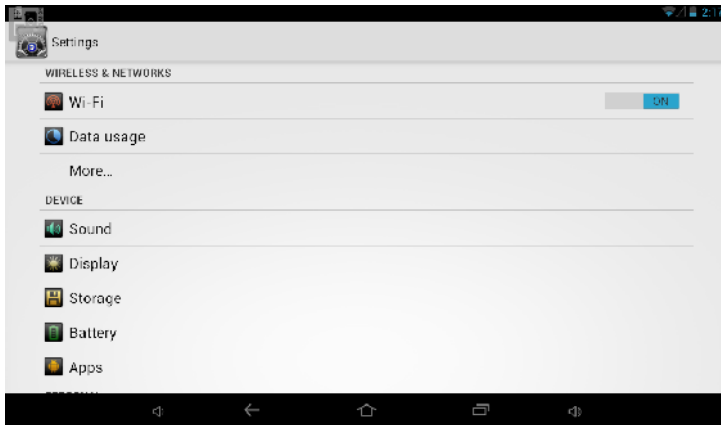 Settings
WIRELESS & NETWORKS
Wi-Fi
ON
Data usage
More...
DEVICE
Sound
Display
Storage
Battery
Apps